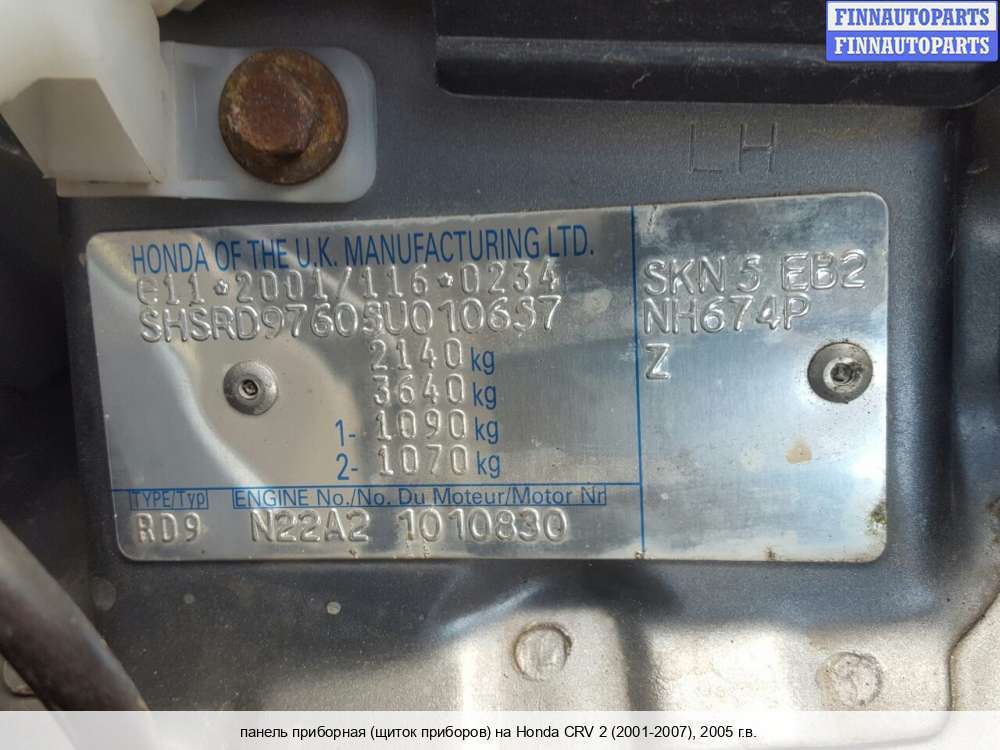 FINNAUTOPARTS
FINNAUTOPARTS
LH
HONDA OF THE U.K. MANUFACTURING LTD.
e11*2001/116*0234
SHSRD97605U010637
2140 kg
3640 kg
1- 1090 kg
2- 1070 kg
TYPE/Typ ENGINE No./No. Du Moteur/Motor Nr
RD9 N22A2 1010830
SKN 5 EB2
NH674P
Z
панель приборная (щиток приборов) на Honda CRV 2 (2001-2007), 2005 г.в.